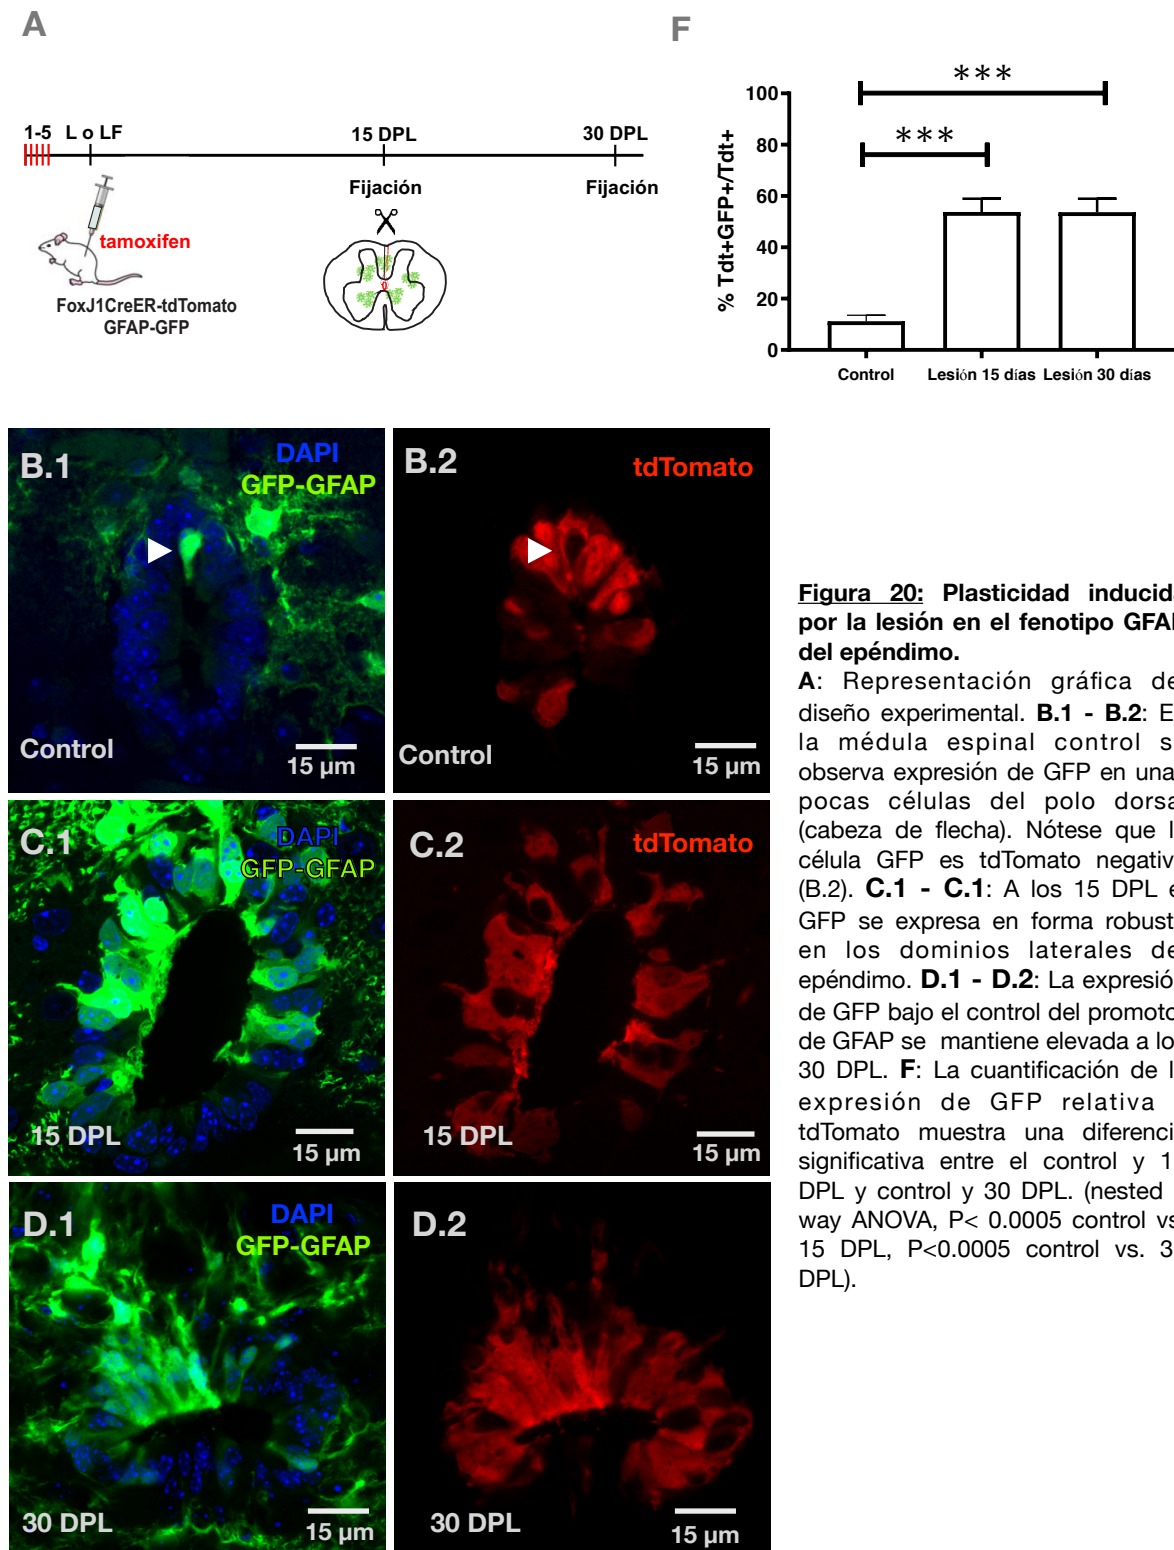 A
1-5 L o LF
15 DPL
30 DPL
Fijación
Fijación
tamoxifen
FoxJ1CreER-tdTomato
GFAP-GFP
F
***
***
% Tdt+GFP+/Tdt+
100
80
60
40
20
0
Control Lesión 15 días Lesión 30 días
B.1
DAPI
GFP-GFAP
Control
15 µm
B.2
tdTomato
Control
15 µm
C.1
DAPI
GFP-GFAP
15 DPL
15 µm
C.2
tdTomato
15 DPL
15 µm
D.1
DAPI
GFP-GFAP
30 DPL
15 µm
D.2
30 DPL
15 µm
Figura 20: Plasticidad inducida
por la lesión en el fenotipo GFAP
del epéndimo.
A: Representación gráfica de
diseño experimental. B.1 - B.2: E
la médula espinal control s
observa expresión de GFP en una
pocas células del polo dorsa
(cabeza de flecha). Nótese que l
célula GFP es tdTomato negativ
(B.2). C.1 - C.1: A los 15 DPL e
GFP se expresa en forma robust
en los dominios laterales de
epéndimo. D.1 - D.2: La expresión
de GFP bajo el control del promoto
de GFAP se mantiene elevada a lo
30 DPL. F: La cuantificación de l
expresión de GFP relativa
tdTomato muestra una diferenci
significativa entre el control y 1
DPL y control y 30 DPL. (nested
way ANOVA, P< 0.0005 control vs
15 DPL, P<0.0005 control vs. 3
DPL).